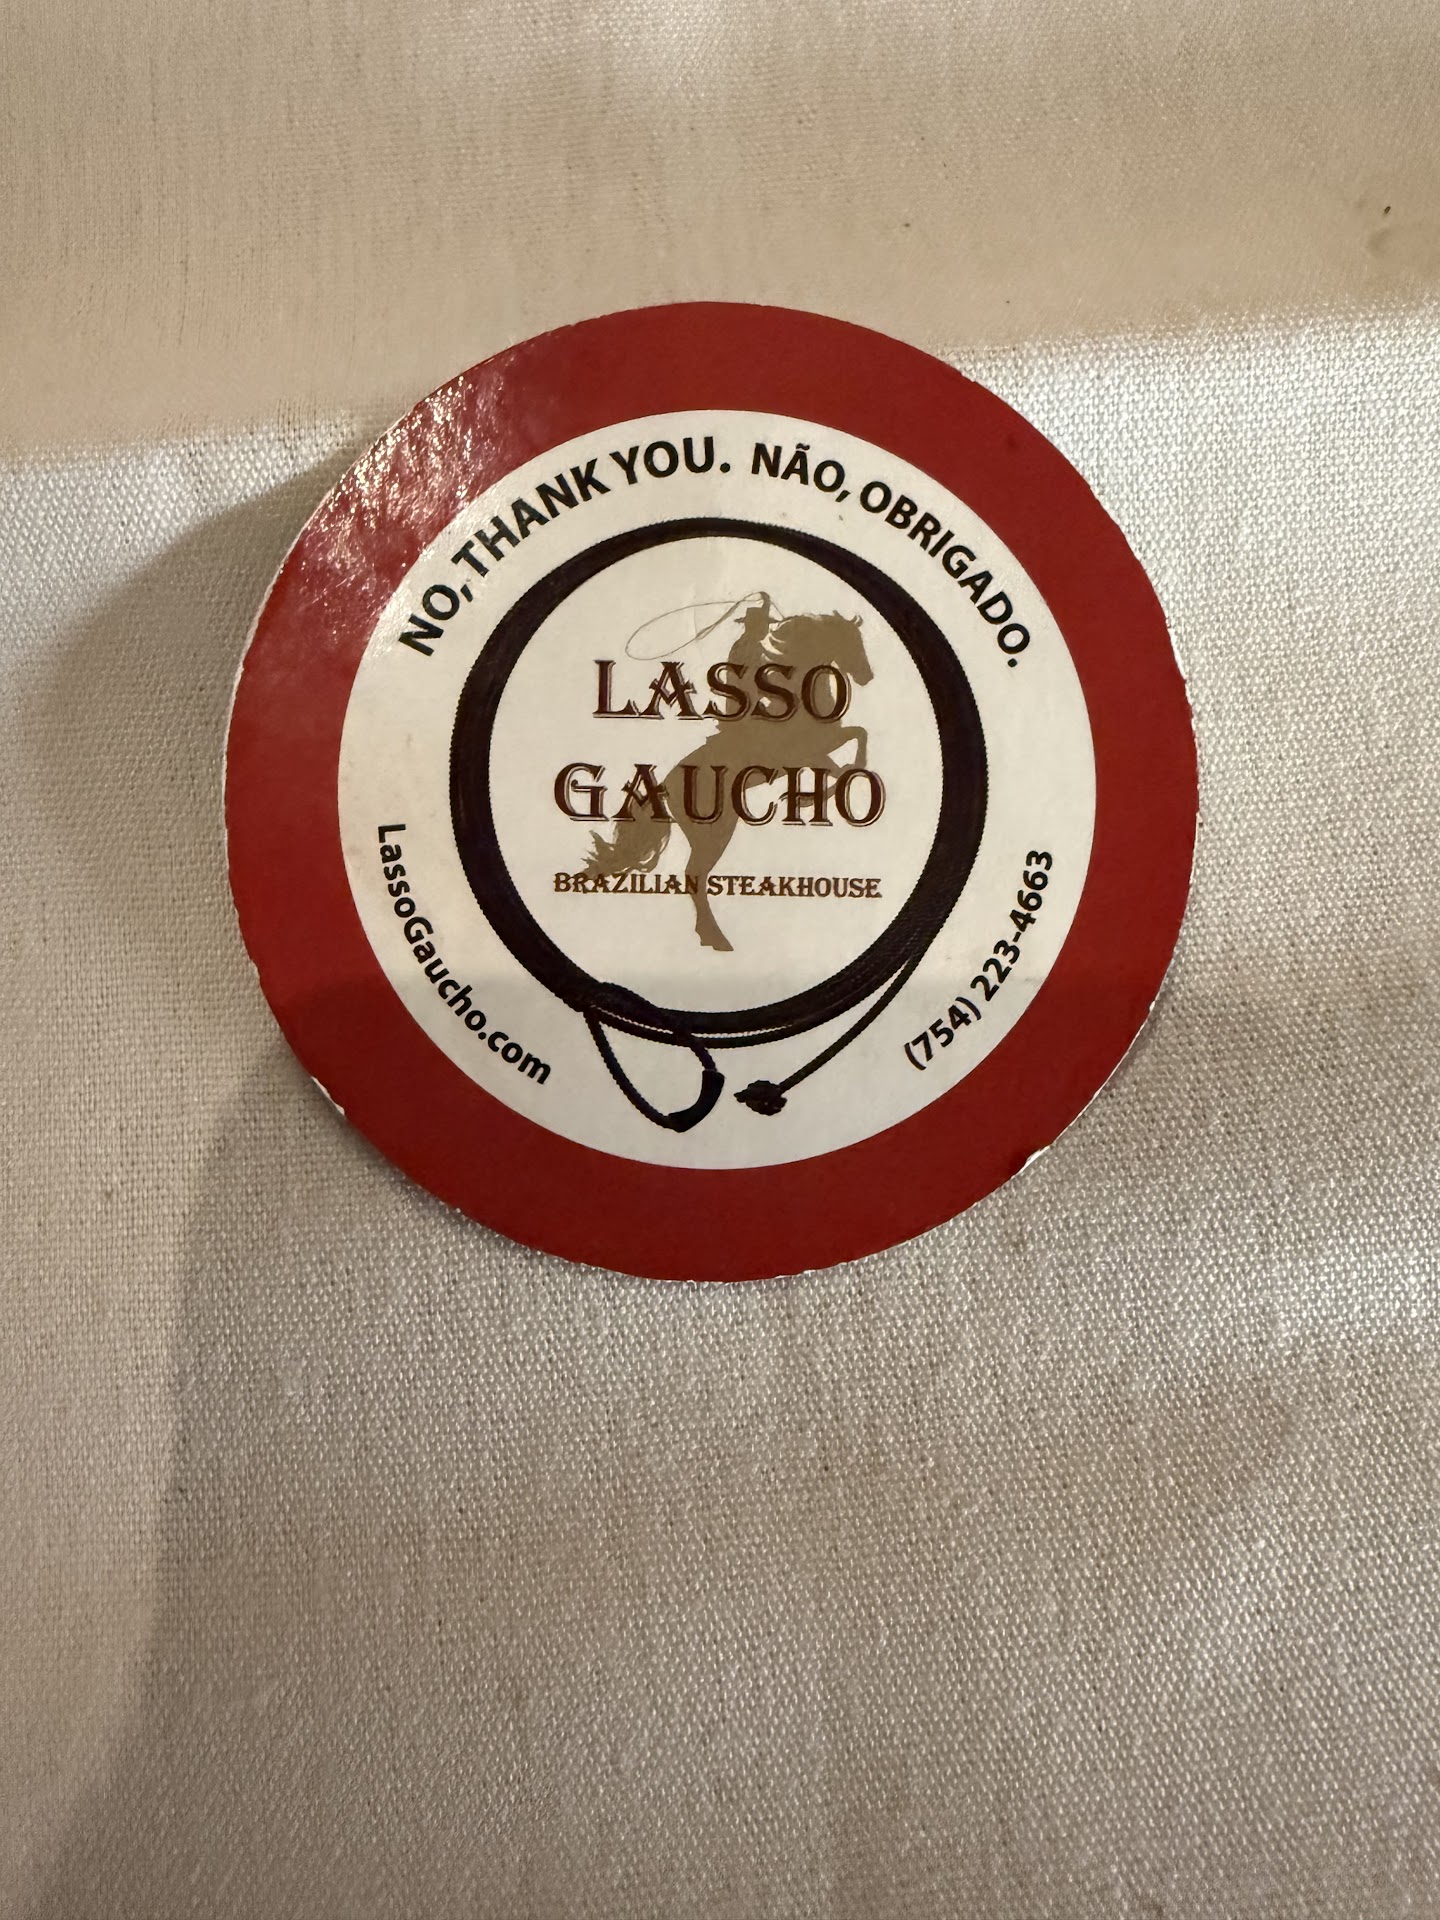 NO, THANK YOU. NÃO, OBRIGADO.
LASSO
GAUCHO
BRAZILIAN STEAKHOUSE
LassoGaucho.com
(754) 223-4663